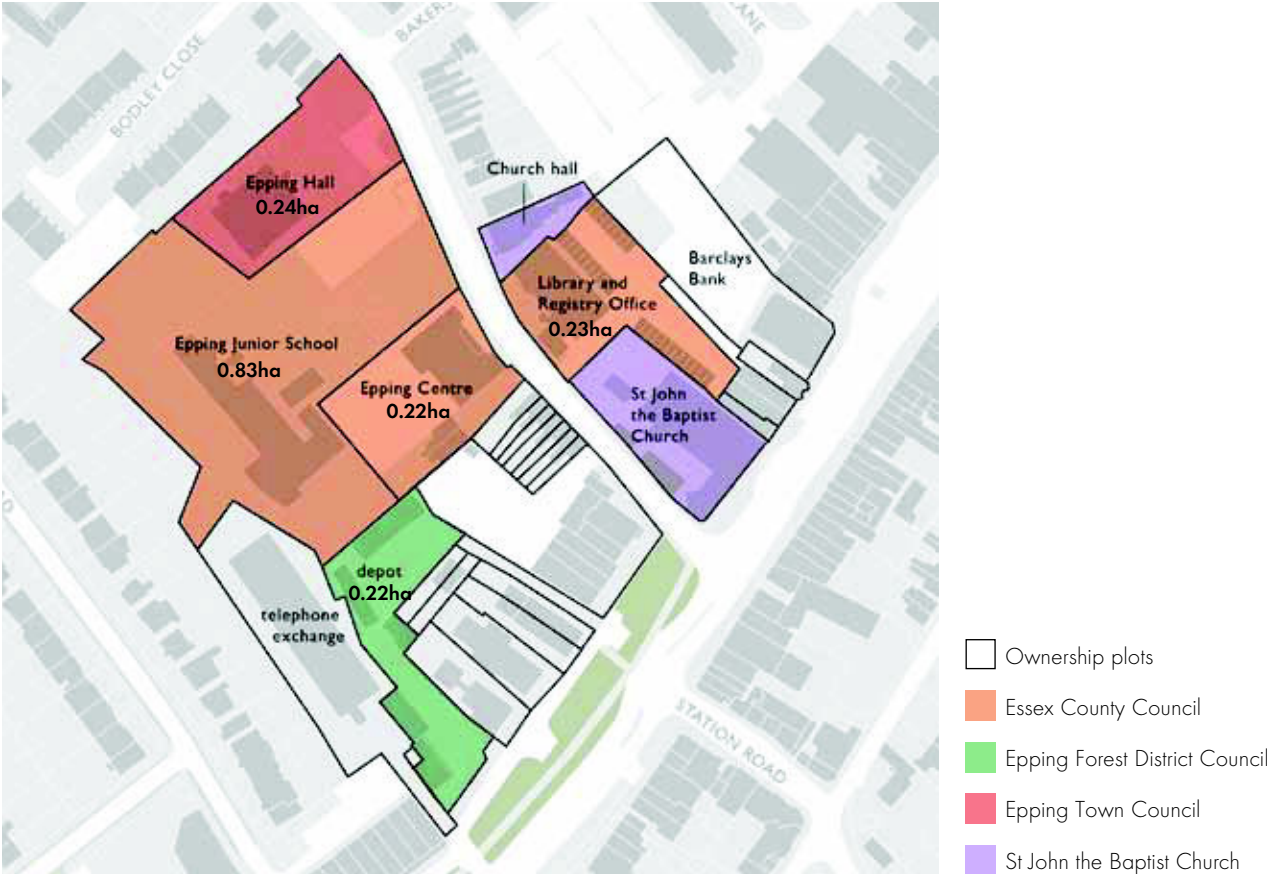 BODLEY CLOSE
BAKERS
LANE
Church hall
Epping Hall
0.24ha
Barclays
Bank
Library and
Registry Office
0.23ha
Epping Junior School
0.83ha
Epping Centre
0.22ha
St John
the Baptist
Church
depot
0.22ha
telephone
exchange
STATION ROAD
Ownership plots
Essex County Council
Epping Forest District Council
Epping Town Council
St John the Baptist Church